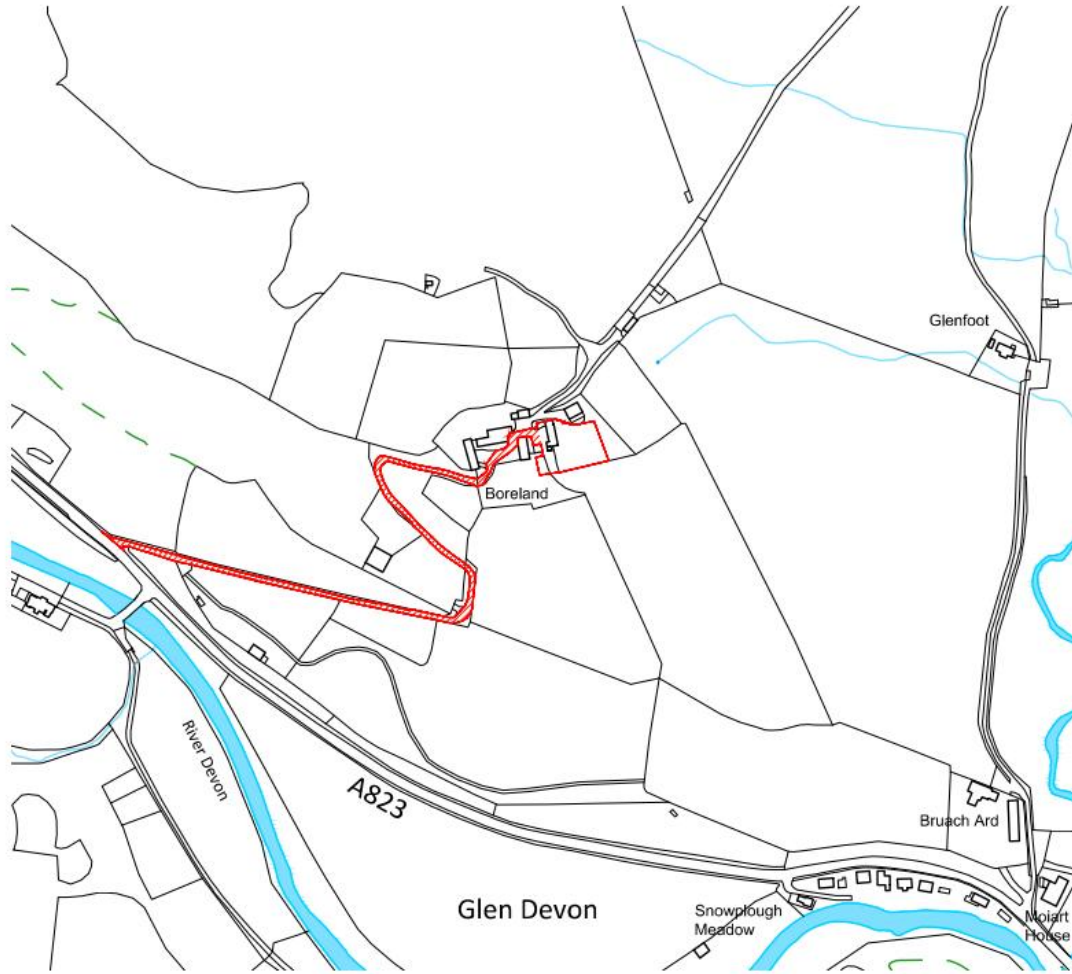 Glenfoot
Boreland
River Devon
A823
Bruach Ard
Glen Devon
Snowplough
Meadow
Moiart
House